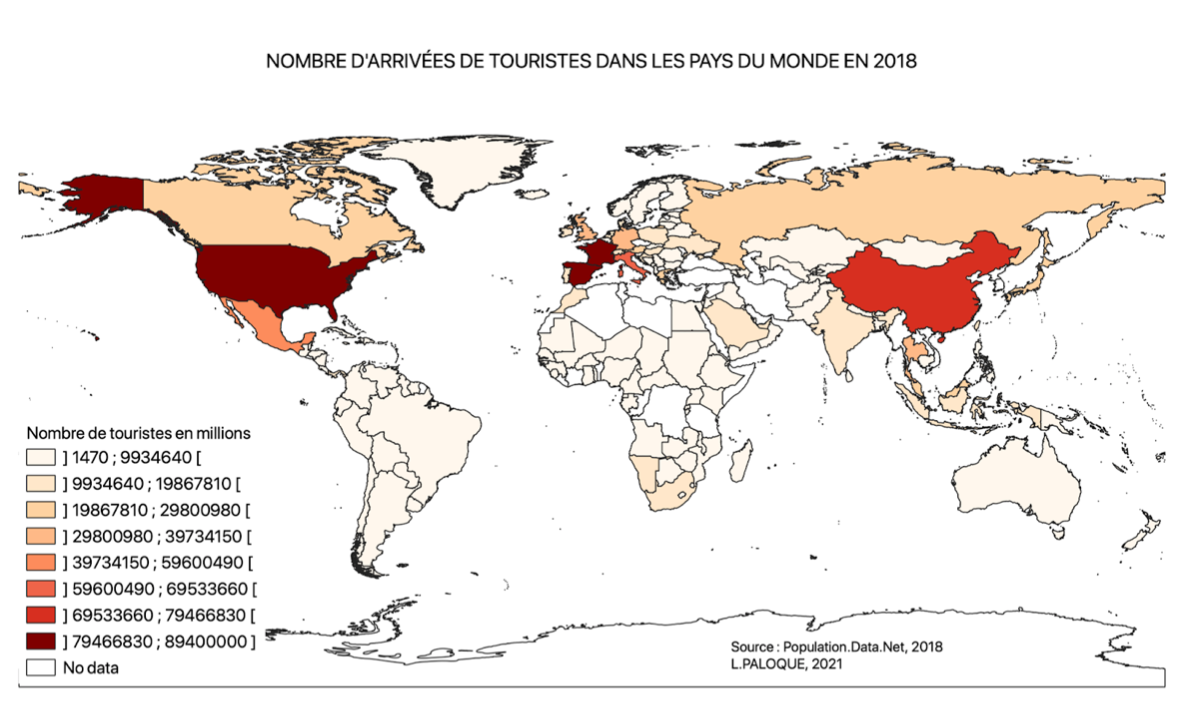 NOMBRE D'ARRIVÉES DE TOURISTES DANS LES PAYS DU MONDE EN 2018
Nombre de touristes en millions
] 1470 ; 9934640 [
] 9934640 ; 19867810 [
] 19867810 ; 29800980 [
] 29800980 ; 39734150 [
] 39734150 ; 59600490 [
] 59600490 ; 69533660 [
] 69533660 ; 79466830 [
] 79466830 ; 89400000 ]
No data
Source : Population.Data.Net, 2018
L.PALOQUE, 2021